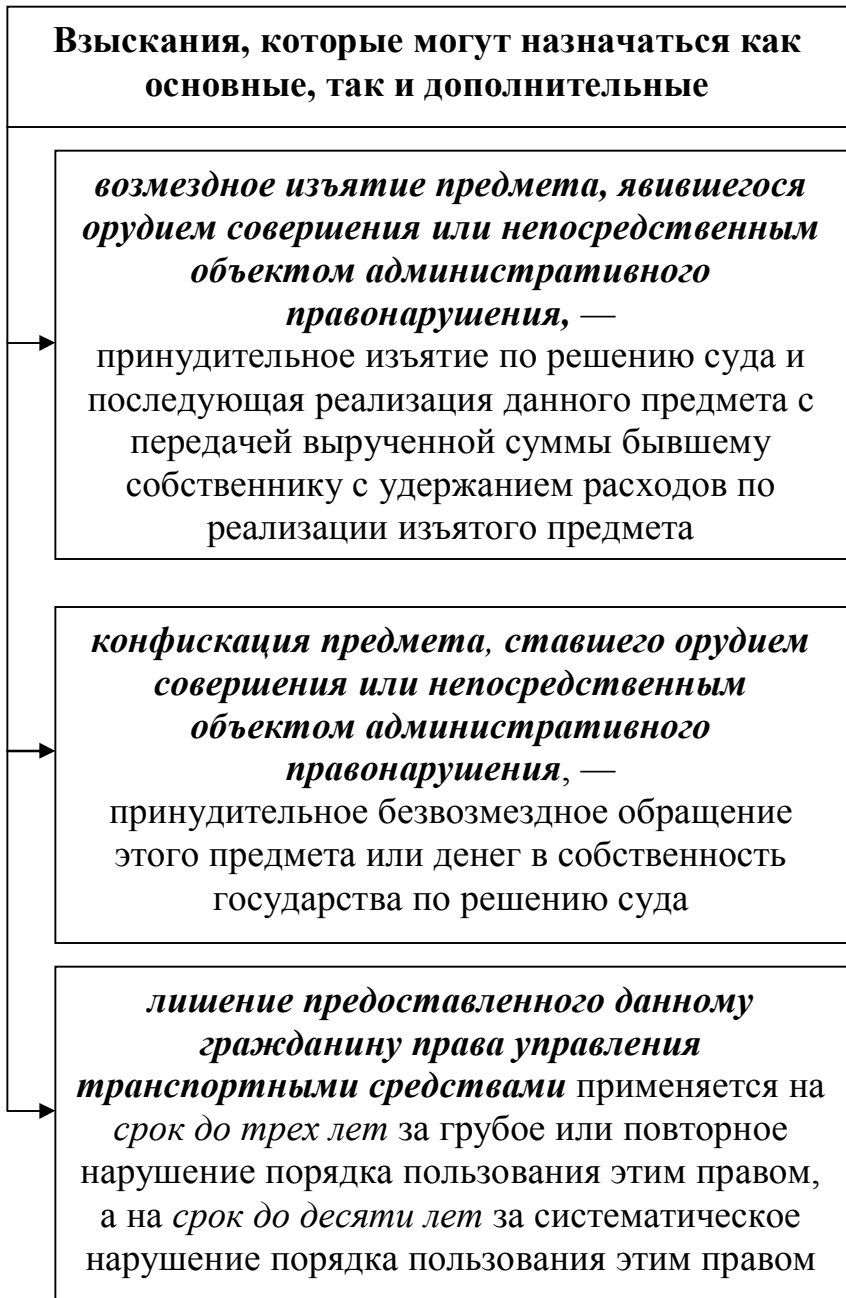 Взыскания, которые могут назначаться как
основные, так и дополнительные
возмездное изъятие предмета, явившегося
орудием совершения или непосредственным
объектом административного
правонарушения, —
принудительное изъятие по решению суда и
последующая реализация данного предмета с
передачей вырученной суммы бывшему
собственнику с удержанием расходов по
реализации изъятого предмета
конфискация предмета, ставшего орудием
совершения или непосредственным
объектом административного
правонарушения, —
принудительное безвозмездное обращение
этого предмета или денег в собственность
государства по решению суда
лишение предоставленного данному
гражданину права управления
транспортными средствами применяется на
срок до трех лет за грубое или повторное
нарушение порядка пользования этим правом,
а на срок до десяти лет за систематическое
нарушение порядка пользования этим правом